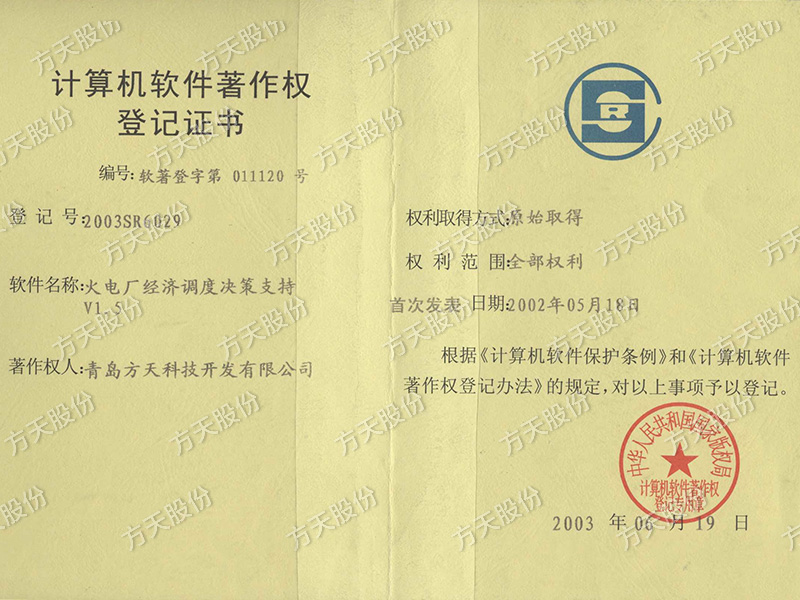 计算机软件著作权
登记证书
编号:软著登字第 011120 号
登 记 号:2003SR6029
软件名称:火电厂经济调度决策支持
V1.5
著作权人:青岛方天科技开发有限公司
SR
权利取得方式:原始取得
权 利 范 围:全部权利
首次发表 日期:2002年05月18日
根据《计算机软件保护条例》和《计算机软件
著作权登记办法》的规定,对以上事项予以登记。
中华人民共和国国家版权局
计算机软件著作权
登记专用章
2003 年 06 月 19 日
方天股份